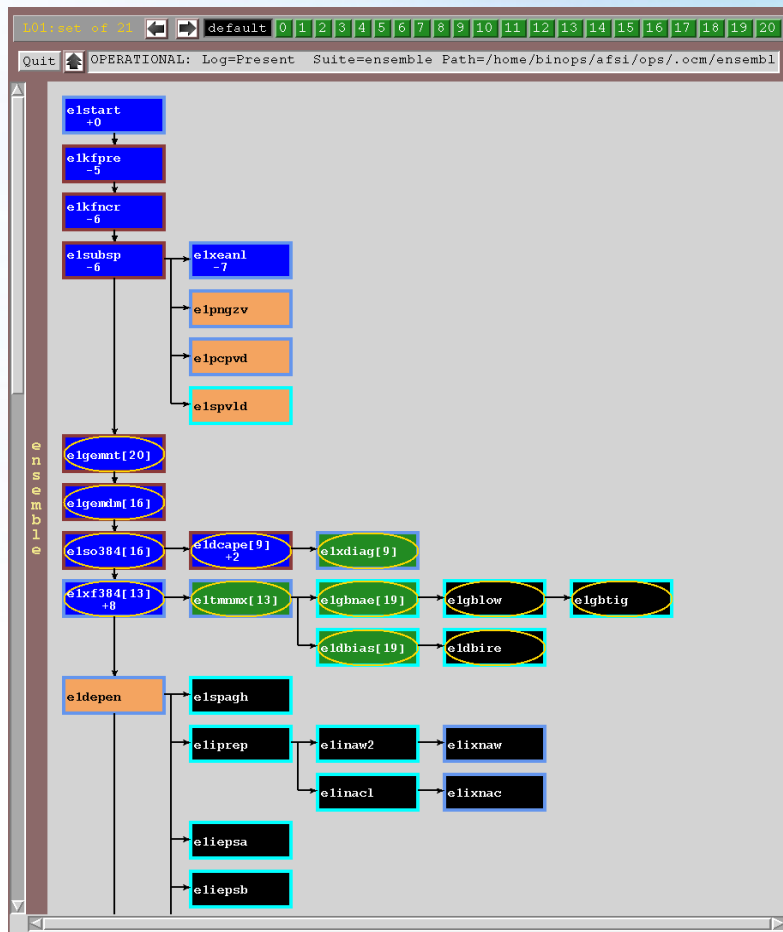 L01:set of 21 default 0 1 2 3 4 5 6 7 8 9 10 11 12 13 14 15 16 17 18 19 20
Quit OPERATIONAL: Log=Present Suite=ensemble Path=/home/binops/afsi/ops/.ocm/ensembl
ensemble
e1start
+0
e1kfpre
-5
e1kfncr
-6
e1subsp
-6
e1xeanl
-7
e1pngzv
e1pcpvd
e1spvld
e1gemnt[20]
e1gemdm[16]
e1so384[16]
e1dcape[9]
+2
e1xdiag[9]
e1xf384[13]
+8
e1tmnmx[13]
e1gbnae[19]
e1gblow
e1gbtig
e1dbias[19]
e1dbire
e1depen
e1spagh
e1iprep
e1inaw2
e1ixnaw
e1inacl
e1ixnac
e1iepsa
e1iepsb